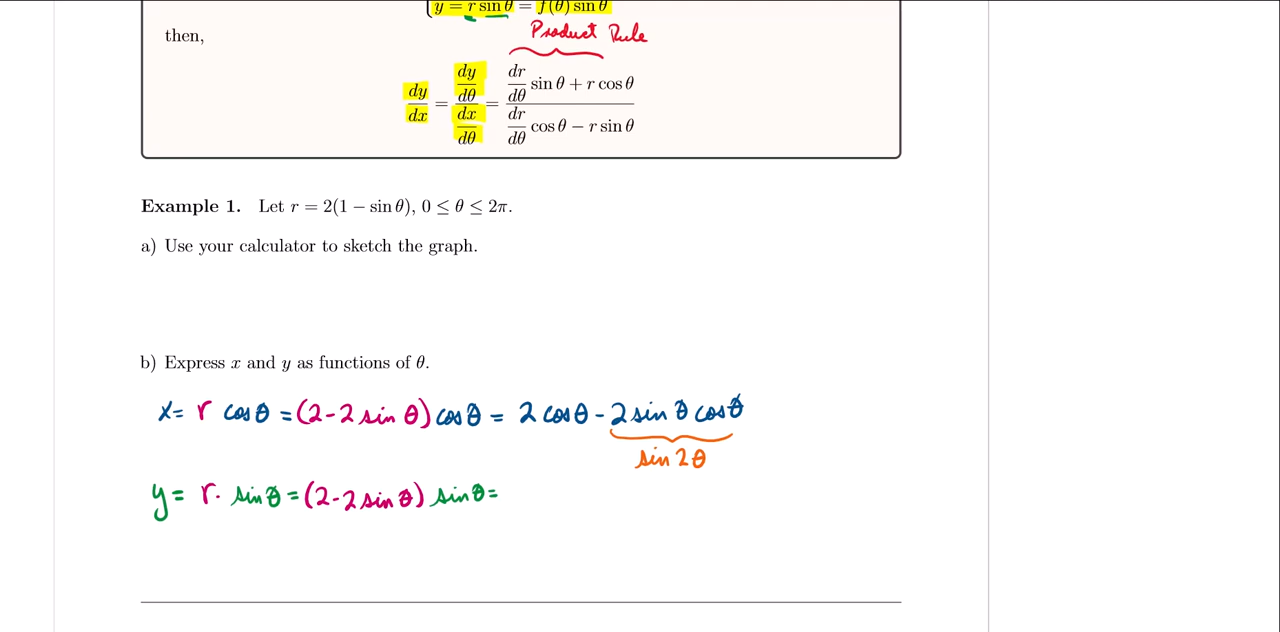 y = r sin θ = f(θ) sin θ
then,
Product Rule
dy/dx = (dy/dθ)/(dx/dθ) = (dr/dθ sin θ + r cos θ)/(dr/dθ cos θ − r sin θ)
Example 1. Let r = 2(1 − sin θ), 0 ≤ θ ≤ 2π.
a) Use your calculator to sketch the graph.
b) Express x and y as functions of θ.
x = r cos θ = (2-2 sin θ) cos θ = 2 cos θ - 2 sin θ cos θ
sin 2θ
y = r · sin θ = (2-2 sin θ) sin θ =